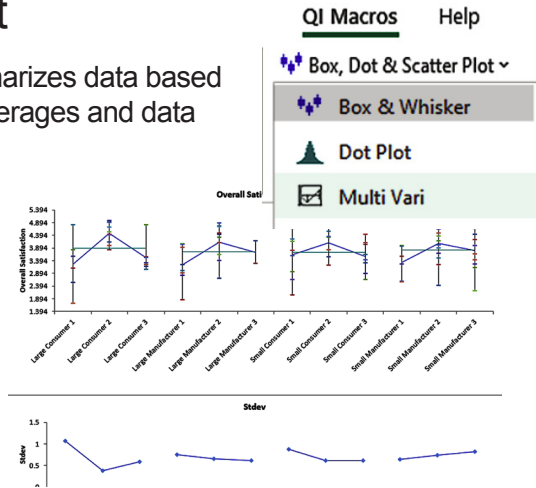 QI Macros Help
Box, Dot & Scatter Plot
Box & Whisker
Dot Plot
Multi Vari
t
narizes data based
erages and data
Overall Sati
Overall Satisfaction
5.394
4.894
4.394
3.894
3.394
2.894
2.394
1.894
1.394
Large Consumer 1
Large Consumer 2
Large Consumer 3
Large Manufacturer 1
Large Manufacturer 2
Large Manufacturer 3
Small Consumer 1
Small Consumer 2
Small Consumer 3
Small Manufacturer 1
Small Manufacturer 2
Small Manufacturer 3
Stdev
Stdev
1.5
1
0.5
0